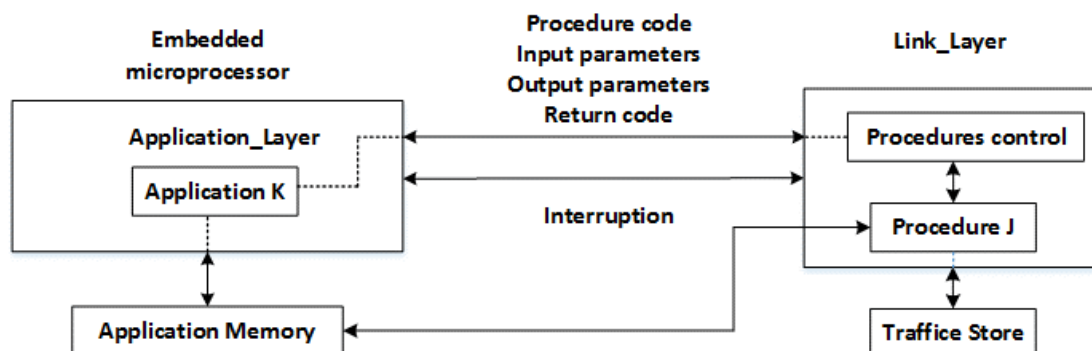 Embedded
microprocessor
Procedure code
Input parameters
Output parameters
Return code
Link_Layer
Application_Layer
Application K
Procedures control
Interruption
Procedure J
Application Memory
Traffice Store